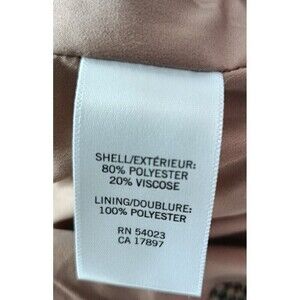 SHELL/EXTÉRIEUR:
80% POLYESTER
20% VISCOSE
LINING/DOUBLURE:
100% POLYESTER
RN 54023
CA 17897